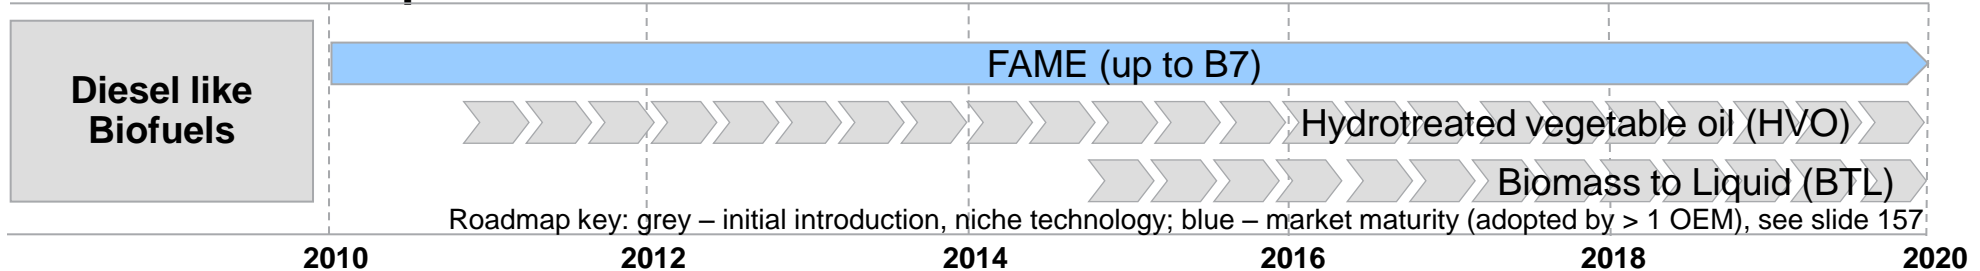 Diesel like
Biofuels
FAME (up to B7)
Hydrotreated vegetable oil (HVO)
Biomass to Liquid (BTL)
Roadmap key: grey – initial introduction, niche technology; blue – market maturity (adopted by > 1 OEM), see slide 157
2010 2012 2014 2016 2018 2020